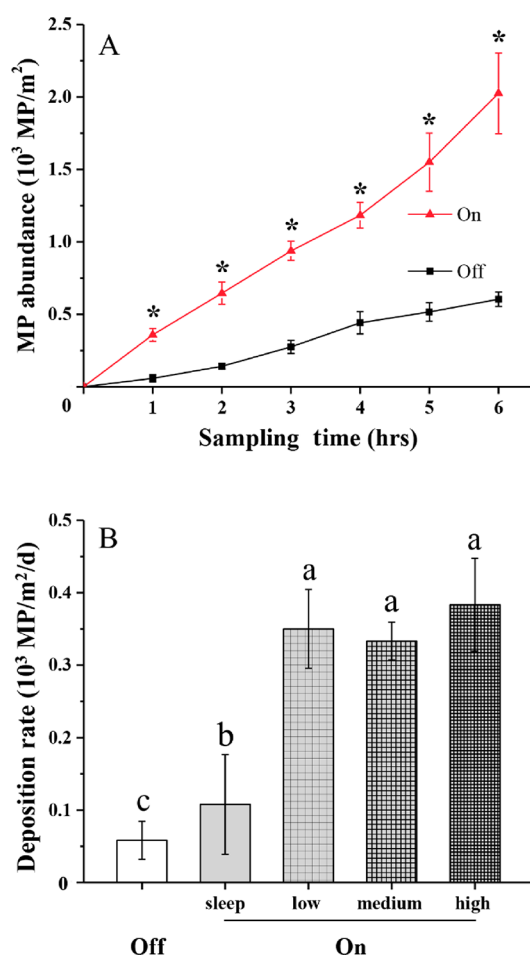 A
MP abundance (10³ MP/m²)
2.5
2.0
1.5
1.0
0.5
0
* * * * * *
On
Off
1 2 3 4 5 6
Sampling time (hrs)
B
Deposition rate (10³ MP/m²/d)
0.5
0.4
0.3
0.2
0.1
0
c b a a a
sleep low medium high
Off On